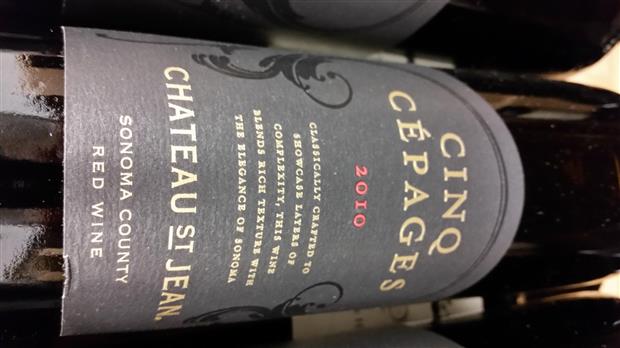 CINQ
CÉPAGES
2010
CLASSICALLY CRAFTED TO
SHOWCASE LAYERS OF
COMPLEXITY, THIS WINE
BLENDS RICH TEXTURE WITH
THE ELEGANCE OF SONOMA
CHATEAU ST JEAN.
SONOMA COUNTY
RED WINE